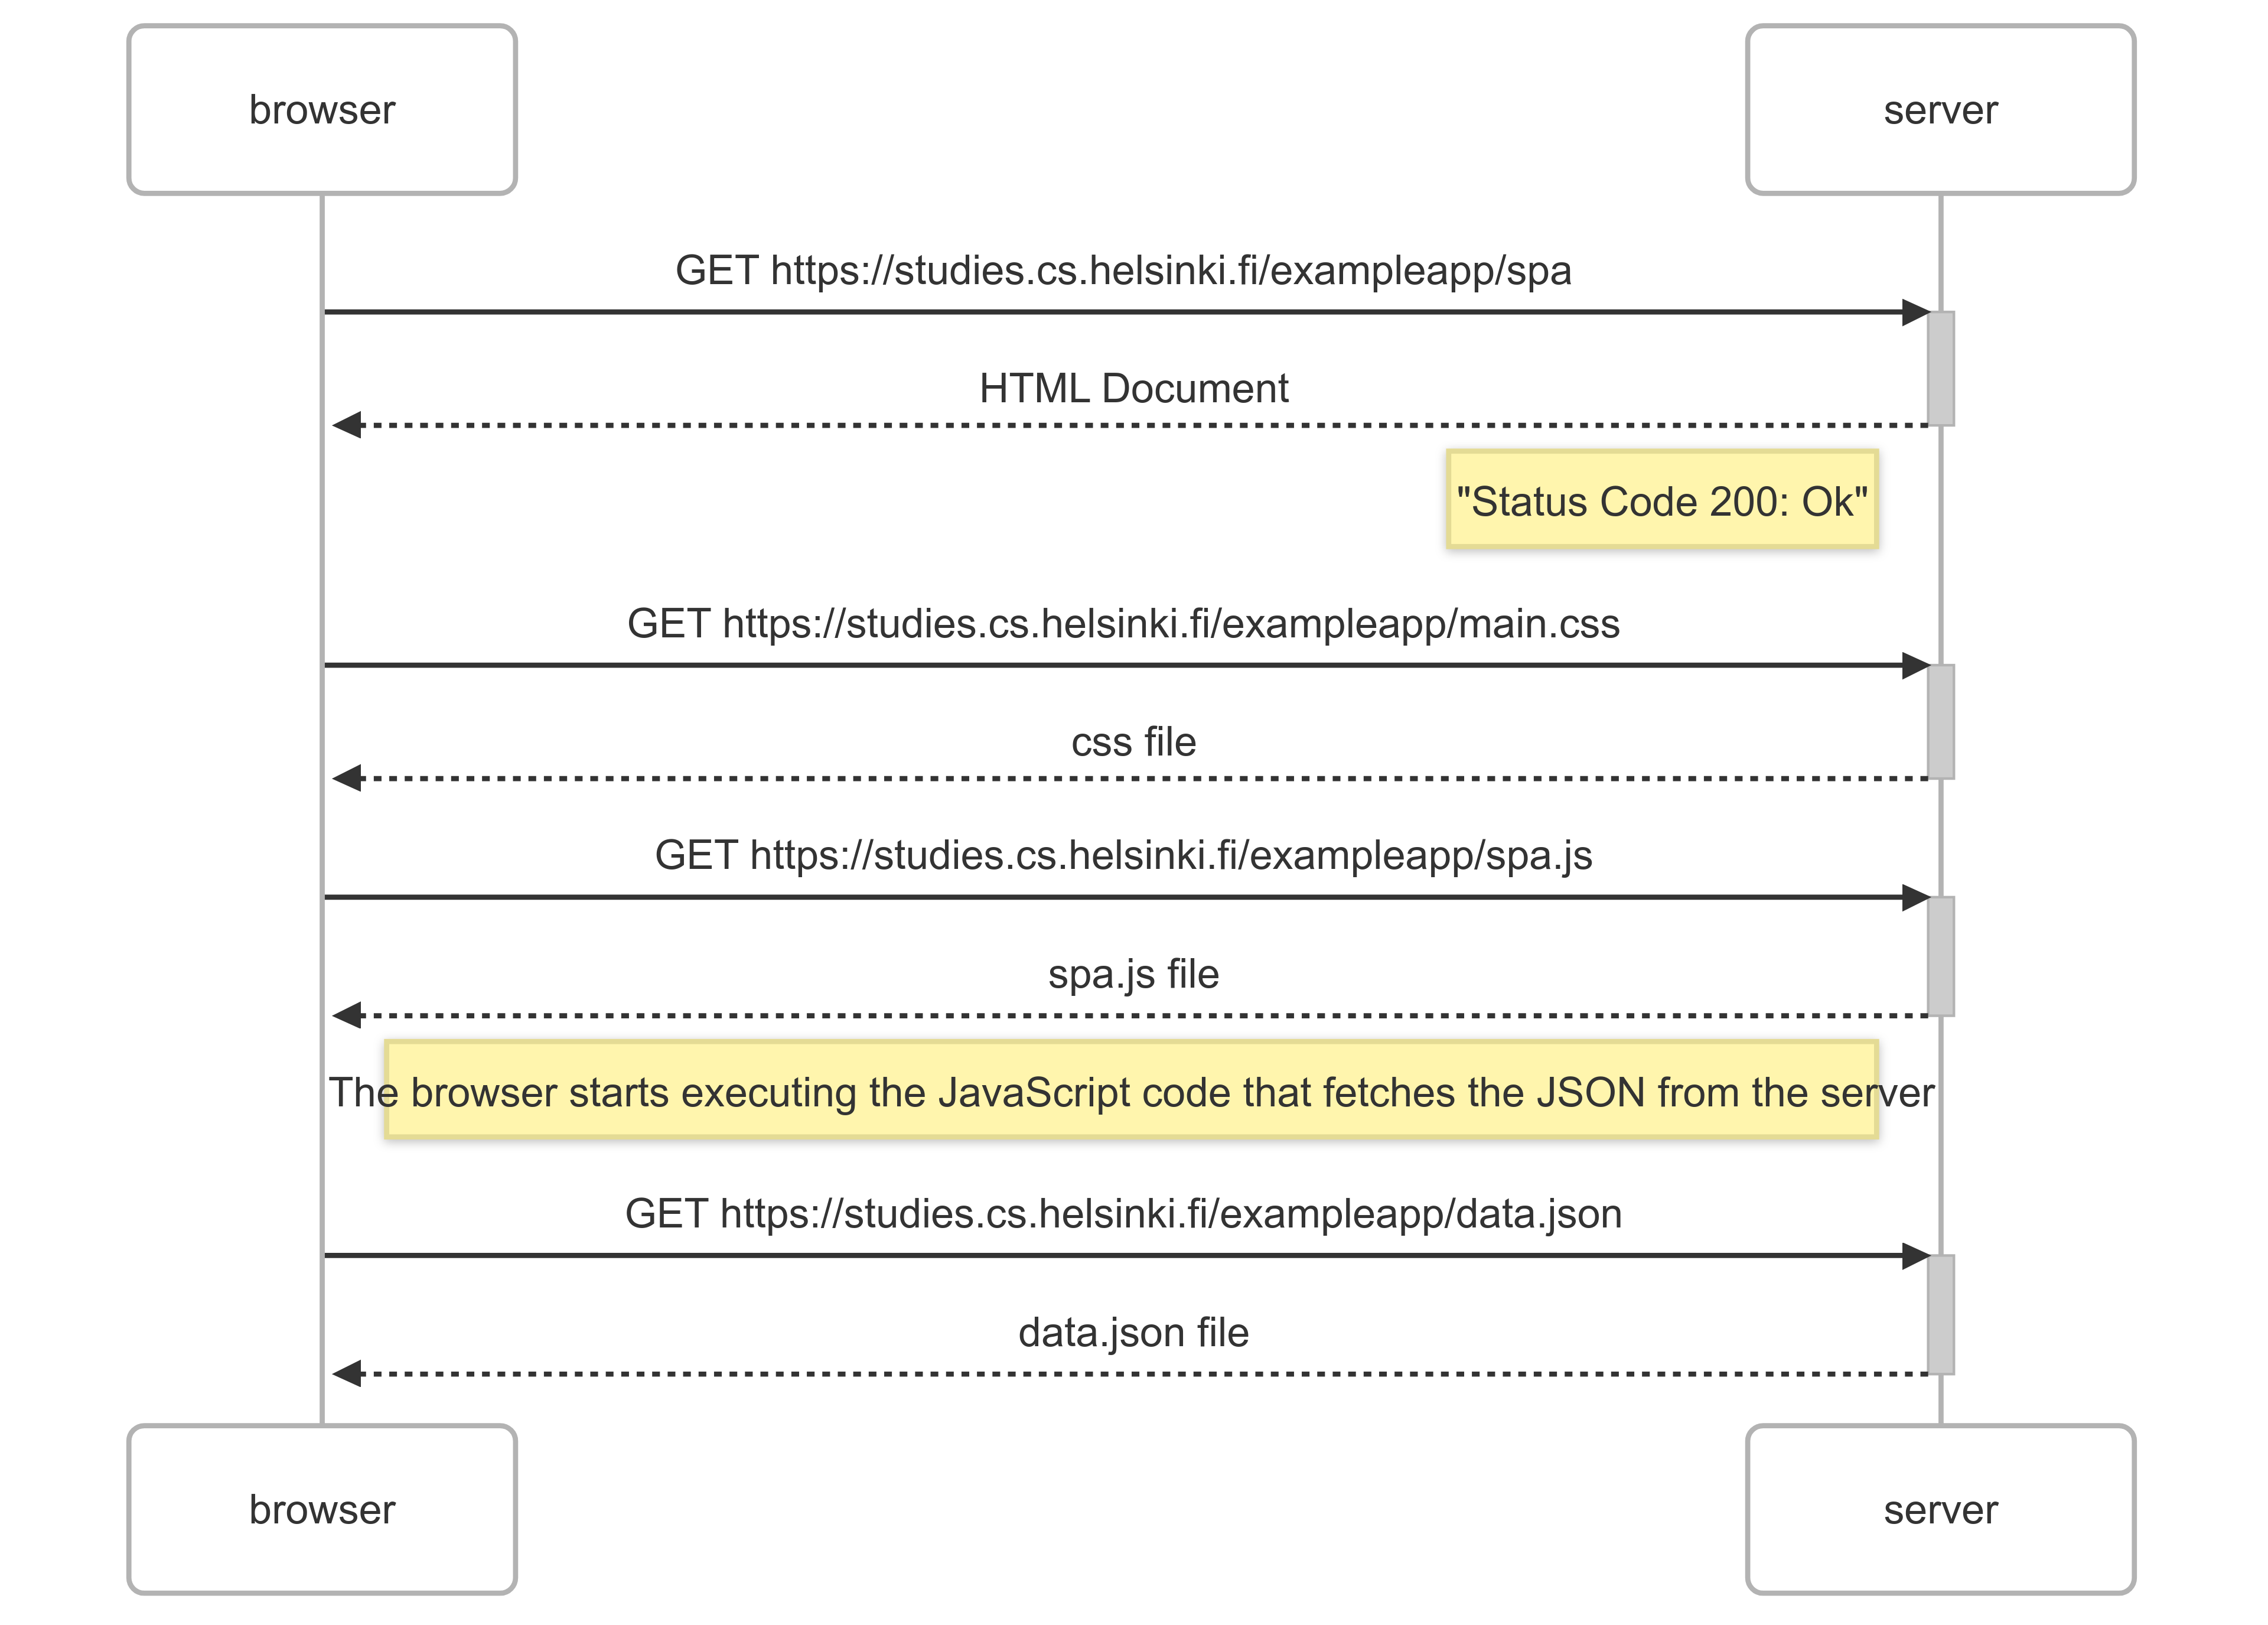 browser
server
GET https://studies.cs.helsinki.fi/exampleapp/spa
HTML Document
"Status Code 200: Ok"
GET https://studies.cs.helsinki.fi/exampleapp/main.css
css file
GET https://studies.cs.helsinki.fi/exampleapp/spa.js
spa.js file
The browser starts executing the JavaScript code that fetches the JSON from the server
GET https://studies.cs.helsinki.fi/exampleapp/data.json
data.json file
browser
server